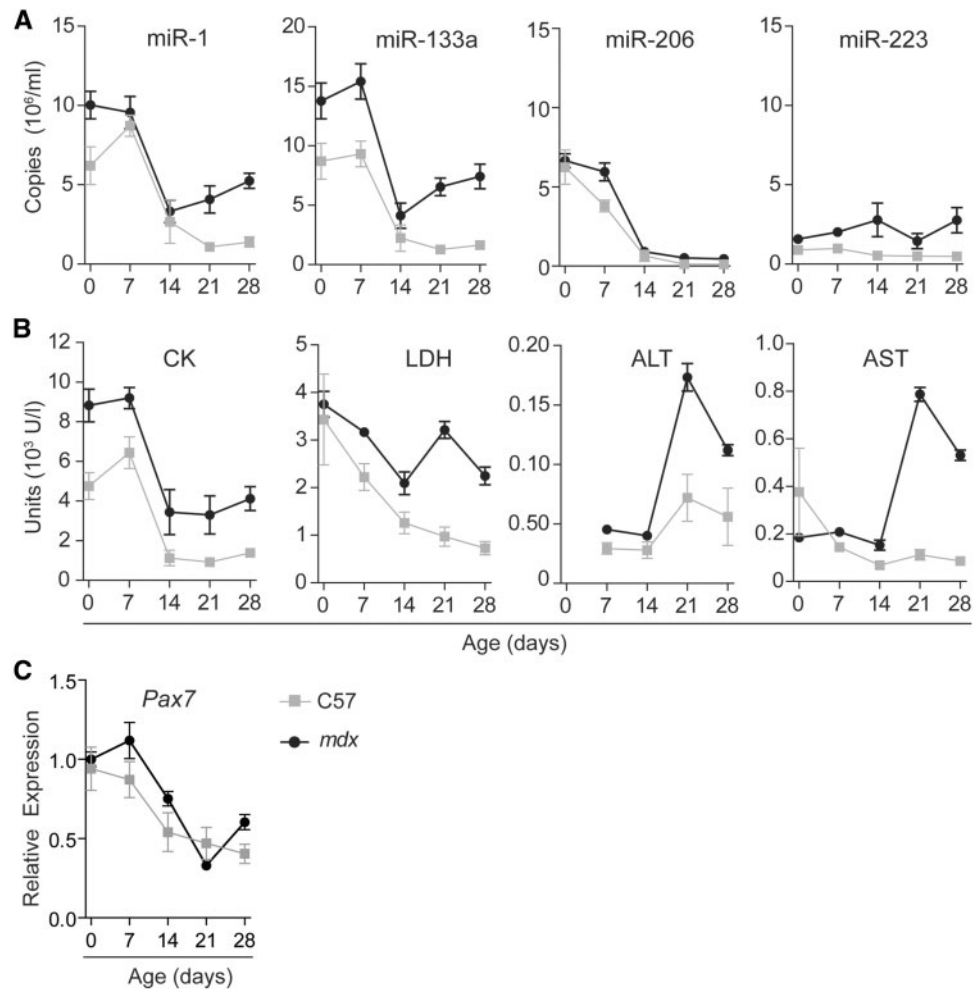 A
miR-1
miR-133a
miR-206
miR-223
Copies (10⁶/ml)
15
10
5
0
20
15
10
5
0
15
10
5
0
15
10
5
0
0 7 14 21 28
0 7 14 21 28
0 7 14 21 28
0 7 14 21 28
B
CK
LDH
ALT
AST
Units (10³ U/l)
12
9
6
4
2
0
5
4
3
2
1
0
0.20
0.15
0.10
0.50
0
1.0
0.8
0.6
0.4
0.2
0
0 7 14 21 28
0 7 14 21 28
0 7 14 21 28
0 7 14 21 28
Age (days)
C
Pax7
Relative Expression
1.5
1.0
0.5
0.0
0 7 14 21 28
Age (days)
C57
mdx